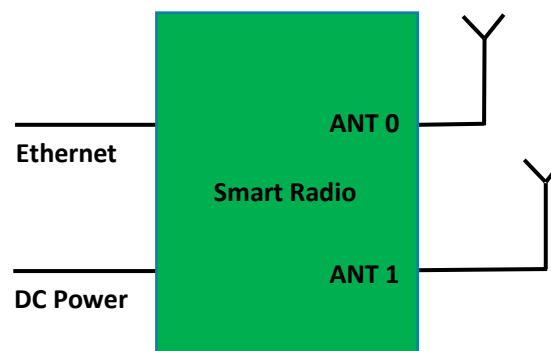 ANT 0
Ethernet
Smart Radio
ANT 1
DC Power